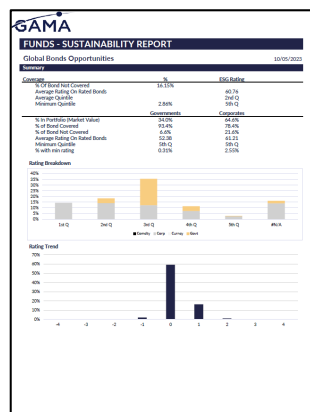 GAMA
FUNDS - SUSTAINABILITY REPORT
Global Bonds Opportunities 10/05/2023
Summary
Coverage % ESG Rating
% Of Bond Not Covered 16.15%
Average Rating On Rated Bonds 60.76
Average Quintile 2nd Q
Minimum Quintile 2.86% 5th Q
Governments Corporates
% In Portfolio (Market Value) 34.0% 64.6%
% of Bond Covered 93.4% 78.4%
% of Bond Not Covered 6.6% 21.6%
Average Rating On Rated Bonds 52.38 61.21
Minimum Quintile 5th Q 5th Q
% with min rating 0.31% 2.55%
Rating Breakdown
40%
35%
30%
25%
20%
15%
10%
5%
0%
1st Q 2nd Q 3rd Q 4th Q 5th Q #N/A
Corp Govt
Rating Trend
70%
60%
50%
40%
30%
20%
10%
0%
-4 -3 -2 -1 0 1 2 3 4